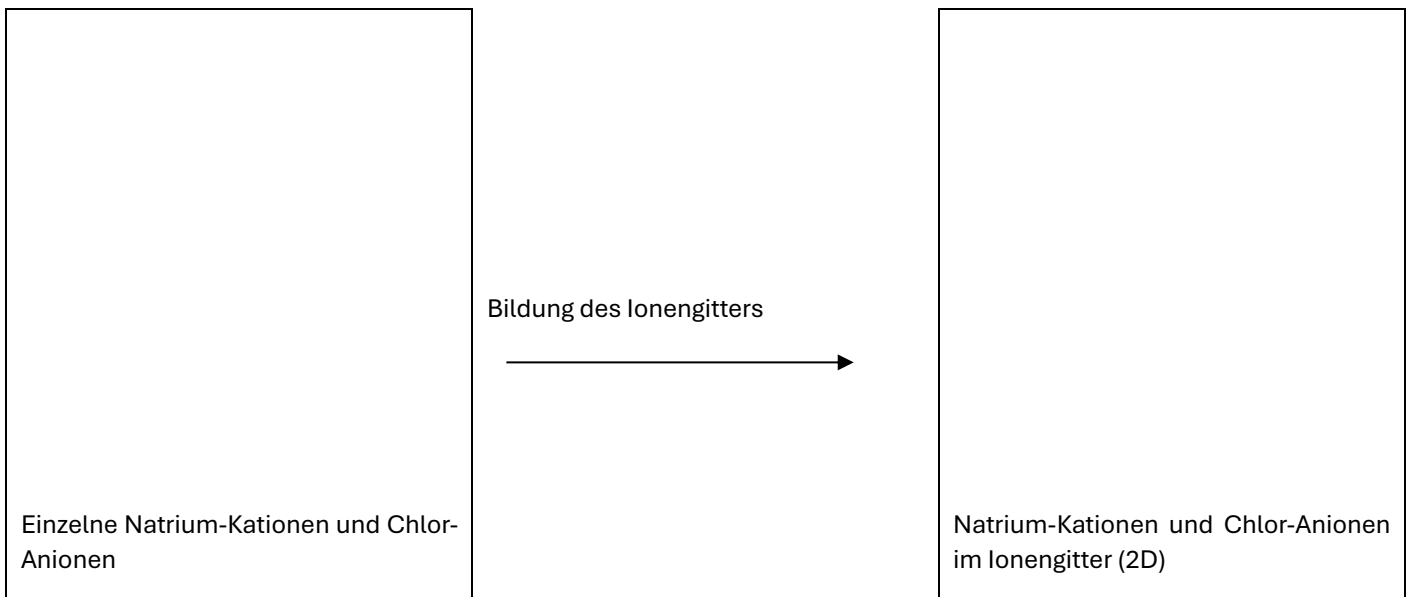 Bildung des Ionengitters
Einzelne Natrium-Kationen und Chlor-
Anionen
Natrium-Kationen und Chlor-Anionen
im Ionengitter (2D)